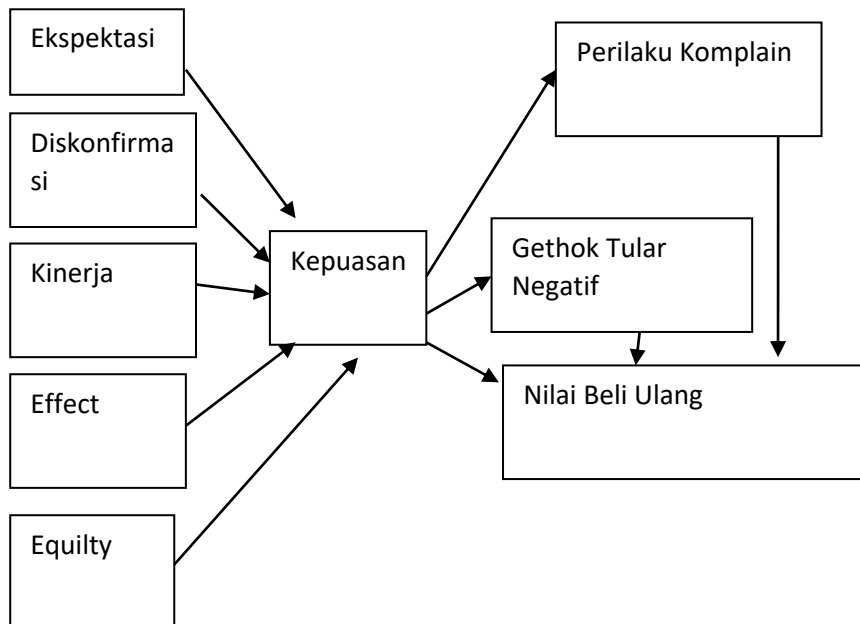 Ekspektasi
Diskonfirma
si
Kinerja
Effect
Equilty
Kepuasan
Perilaku Komplain
Gethok Tular
Negatif
Nilai Beli Ulang